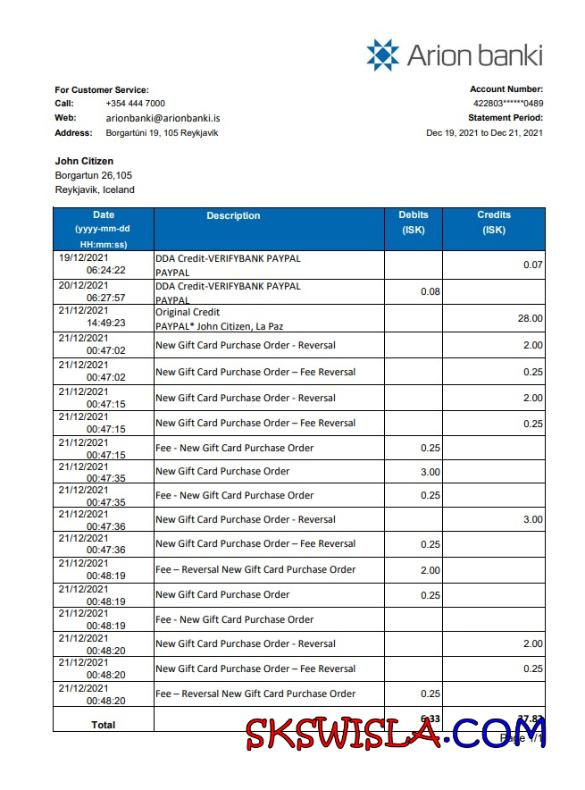 Arion banki
For Customer Service:
Call: +354 444 7000
Web: arionbanki@arionbanki.is
Address: Borgartúni 19, 105 Reykjavik
Account Number:
422803******0489
Statement Period:
Dec 19, 2021 to Dec 21, 2021
John Citizen
Borgartun 26,105
Reykjavik, Iceland
Date (yyyy-mm-dd HH:mm:ss) Description Debits (ISK) Credits (ISK)
19/12/2021 06:24:22 DDA Credit-VERIFYBANK PAYPAL PAYPAL 0.07
20/12/2021 06:27:57 DDA Credit-VERIFYBANK PAYPAL PAYPAL 0.08
21/12/2021 14:49:23 Original Credit PAYPAL* John Citizen, La Paz 28.00
21/12/2021 00:47:02 New Gift Card Purchase Order - Reversal 2.00
21/12/2021 00:47:02 New Gift Card Purchase Order – Fee Reversal 0.25
21/12/2021 00:47:15 New Gift Card Purchase Order - Reversal 2.00
21/12/2021 00:47:15 New Gift Card Purchase Order – Fee Reversal 0.25
21/12/2021 00:47:15 Fee - New Gift Card Purchase Order 0.25
21/12/2021 00:47:35 New Gift Card Purchase Order 3.00
21/12/2021 00:47:35 Fee - New Gift Card Purchase Order 0.25
21/12/2021 00:47:36 New Gift Card Purchase Order - Reversal 3.00
21/12/2021 00:47:36 New Gift Card Purchase Order – Fee Reversal 0.25
21/12/2021 00:48:19 Fee – Reversal New Gift Card Purchase Order 2.00
21/12/2021 00:48:19 New Gift Card Purchase Order 0.25
21/12/2021 00:48:19 Fee - New Gift Card Purchase Order
21/12/2021 00:48:20 New Gift Card Purchase Order - Reversal 2.00
21/12/2021 00:48:20 New Gift Card Purchase Order – Fee Reversal 0.25
21/12/2021 00:48:20 Fee – Reversal New Gift Card Purchase Order 0.25
Total
SKSWISLA.COM